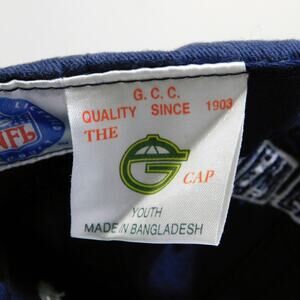 G. C. C.
QUALITY SINCE 1903
THE
G
CAP
YOUTH
MADE IN BANGLADESH
NFL